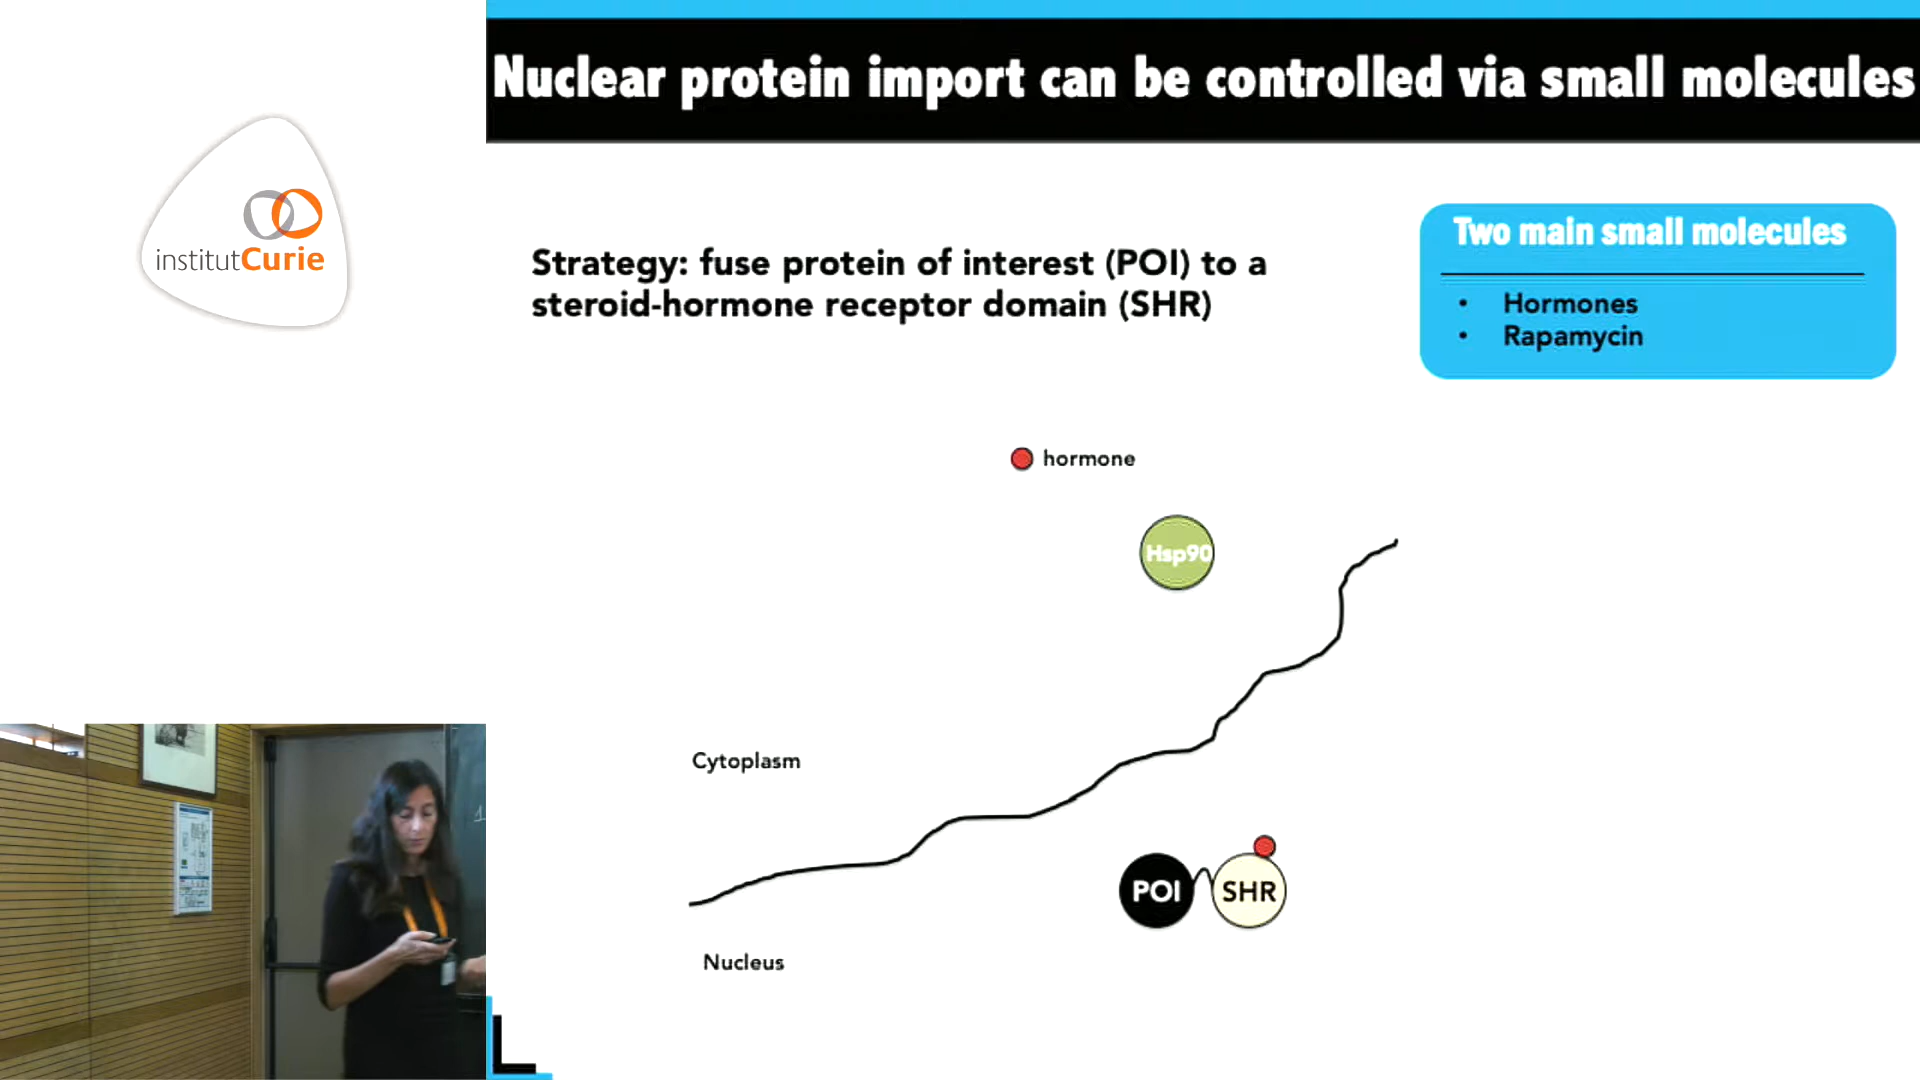 Nuclear protein import can be controlled via small molecules
institutCurie
Strategy: fuse protein of interest (POI) to a
steroid-hormone receptor domain (SHR)
Two main small molecules
• Hormones
• Rapamycin
hormone
Hsp90
Cytoplasm
POI
SHR
Nucleus